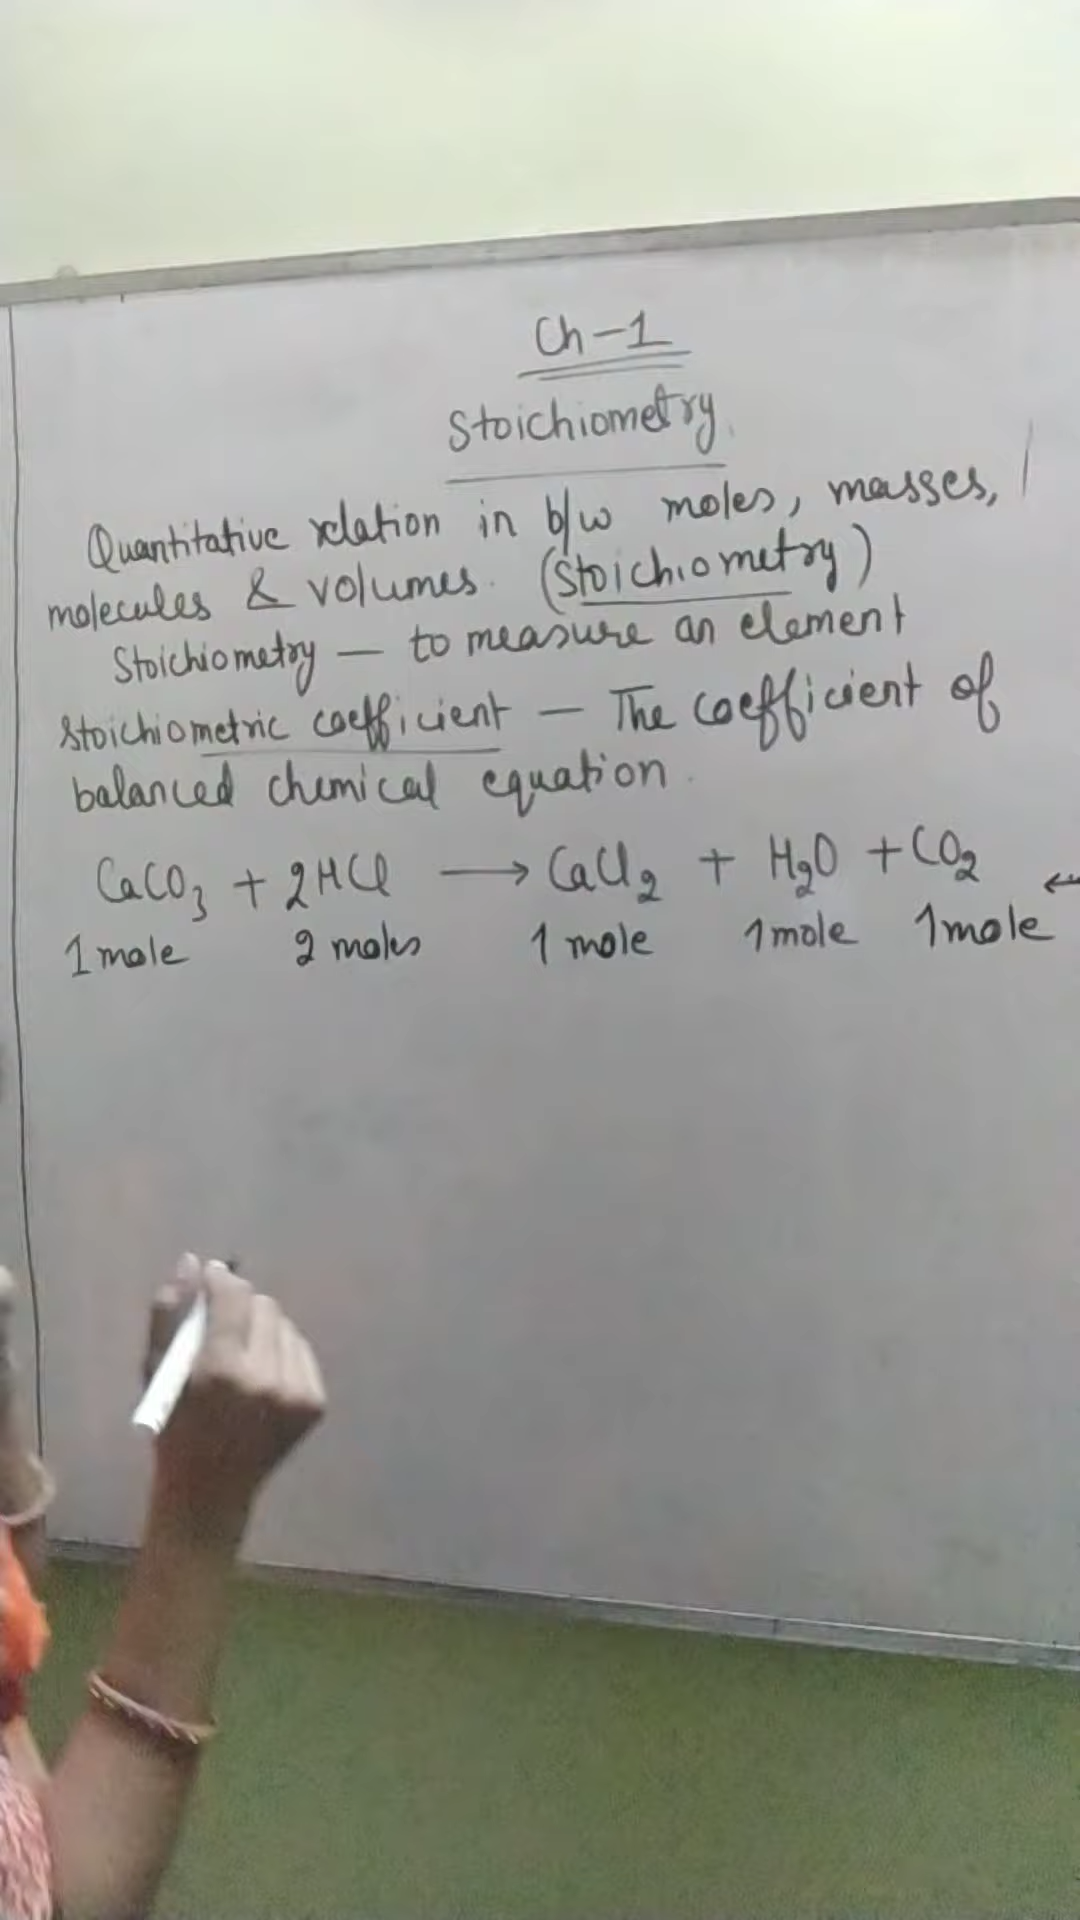 Ch-1
Stoichiometry
Quantitative relation in b/w moles, masses,
molecules & volumes. (Stoichiometry)
Stoichiometry — to measure an element
Stoichiometric coefficient — The coefficient of
balanced chemical equation.
CaCO₃ + 2HCl ⟶ CaCl₂ + H₂O + CO₂ ←
1 mole 2 moles 1 mole 1 mole 1 mole